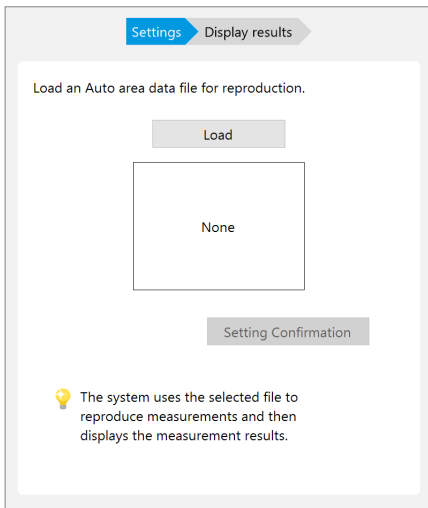 Settings Display results
Load an Auto area data file for reproduction.
Load
None
Setting Confirmation
The system uses the selected file to
reproduce measurements and then
displays the measurement results.